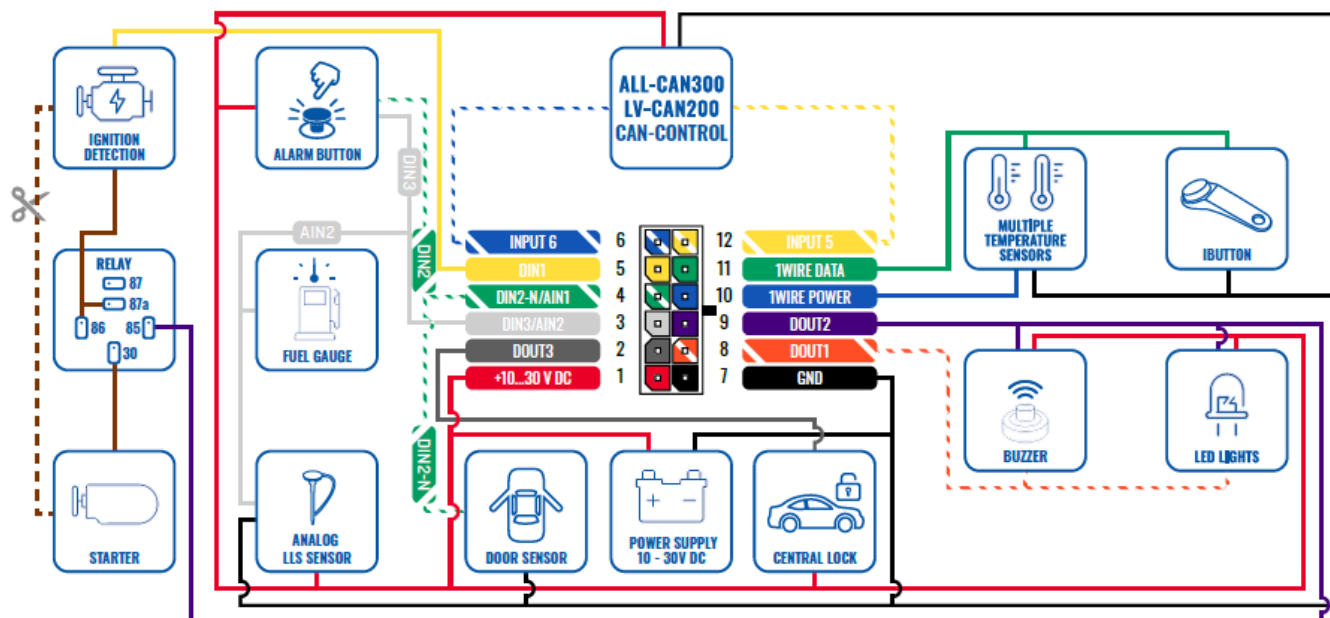 IGNITION
DETECTION
ALARM BUTTON
ALL-CAN300
LV-CAN200
CAN-CONTROL
DIN3
AIN2
DIN2
DIN2-N
RELAY
87
87a
86
85
30
FUEL GAUGE
INPUT 6
6
12
INPUT 5
DIN1
5
11
1WIRE DATA
DIN2-N/AIN1
4
10
1WIRE POWER
DIN3/AIN2
3
9
DOUT2
DOUT3
2
8
DOUT1
+10...30 V DC
1
7
GND
MULTIPLE
TEMPERATURE
SENSORS
IBUTTON
STARTER
ANALOG
LLS SENSOR
DOOR SENSOR
POWER SUPPLY
10 - 30V DC
CENTRAL LOCK
BUZZER
LED LIGHTS